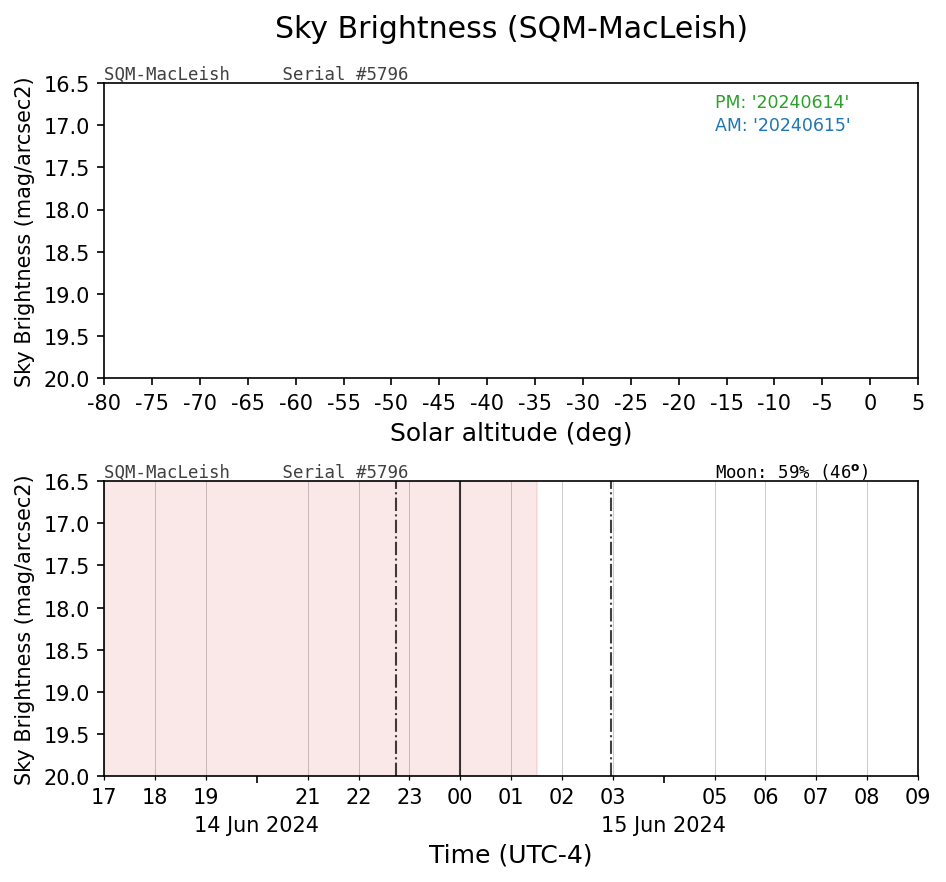 Sky Brightness (SQM-MacLeish)
SQM-MacLeish Serial #5796
PM: '20240614'
AM: '20240615'
Sky Brightness (mag/arcsec2)
16.5
17.0
17.5
18.0
18.5
19.0
19.5
20.0
-80 -75 -70 -65 -60 -55 -50 -45 -40 -35 -30 -25 -20 -15 -10 -5 0 5
Solar altitude (deg)
SQM-MacLeish Serial #5796 Moon: 59% (46°)
Sky Brightness (mag/arcsec2)
16.5
17.0
17.5
18.0
18.5
19.0
19.5
20.0
17 18 19 21 22 23 00 01 02 03 05 06 07 08 09
14 Jun 2024 15 Jun 2024
Time (UTC-4)